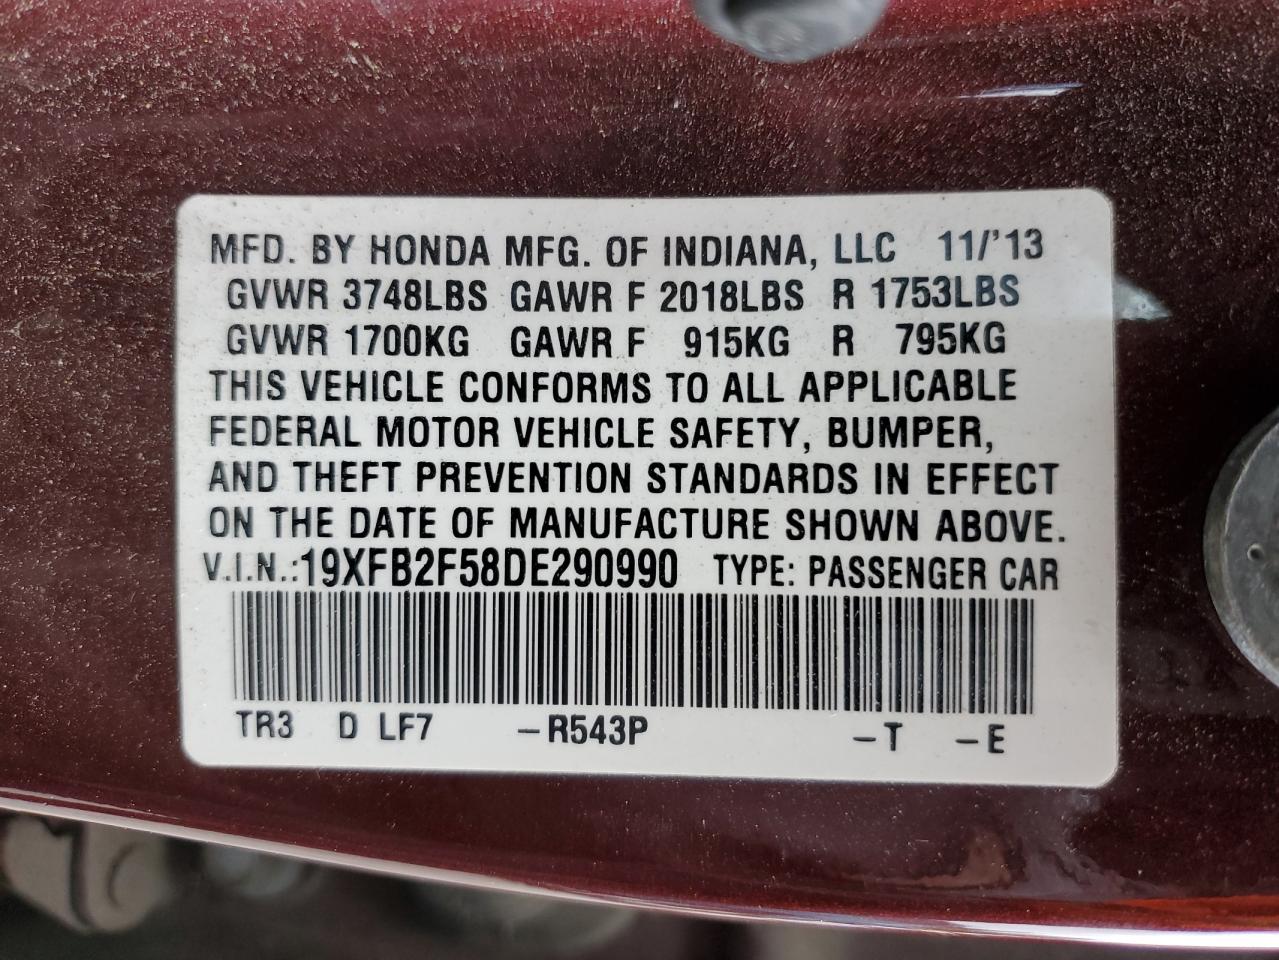 MFD. BY HONDA MFG. OF INDIANA, LLC 11/'13
GVWR 3748LBS GAWR F 2018LBS R 1753LBS
GVWR 1700KG GAWR F 915KG R 795KG
THIS VEHICLE CONFORMS TO ALL APPLICABLE
FEDERAL MOTOR VEHICLE SAFETY, BUMPER,
AND THEFT PREVENTION STANDARDS IN EFFECT
ON THE DATE OF MANUFACTURE SHOWN ABOVE.
V.I.N.:19XFB2F58DE290990 TYPE: PASSENGER CAR
TR3 D LF7 –R543P –T –E